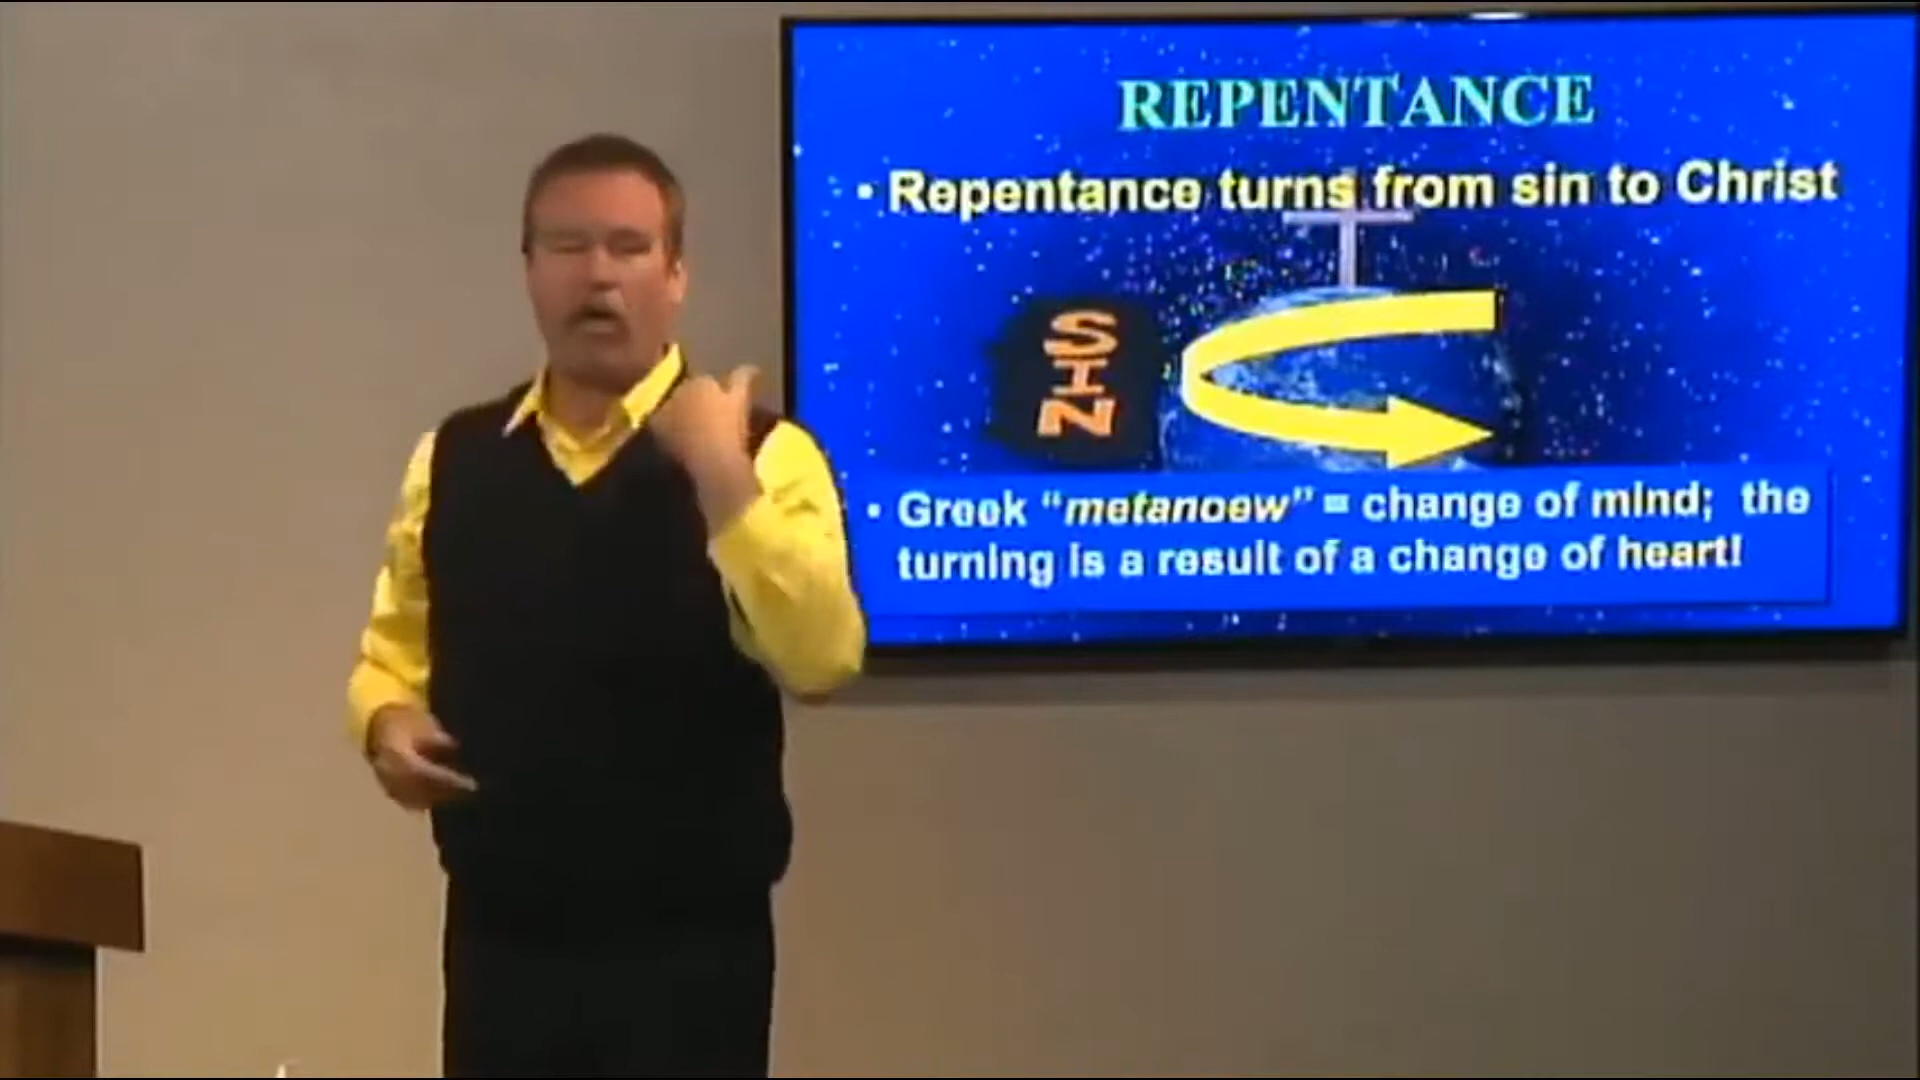 REPENTANCE
• Repentance turns from sin to Christ
SIN
• Greek “metanoew” = change of mind; the
turning is a result of a change of heart!